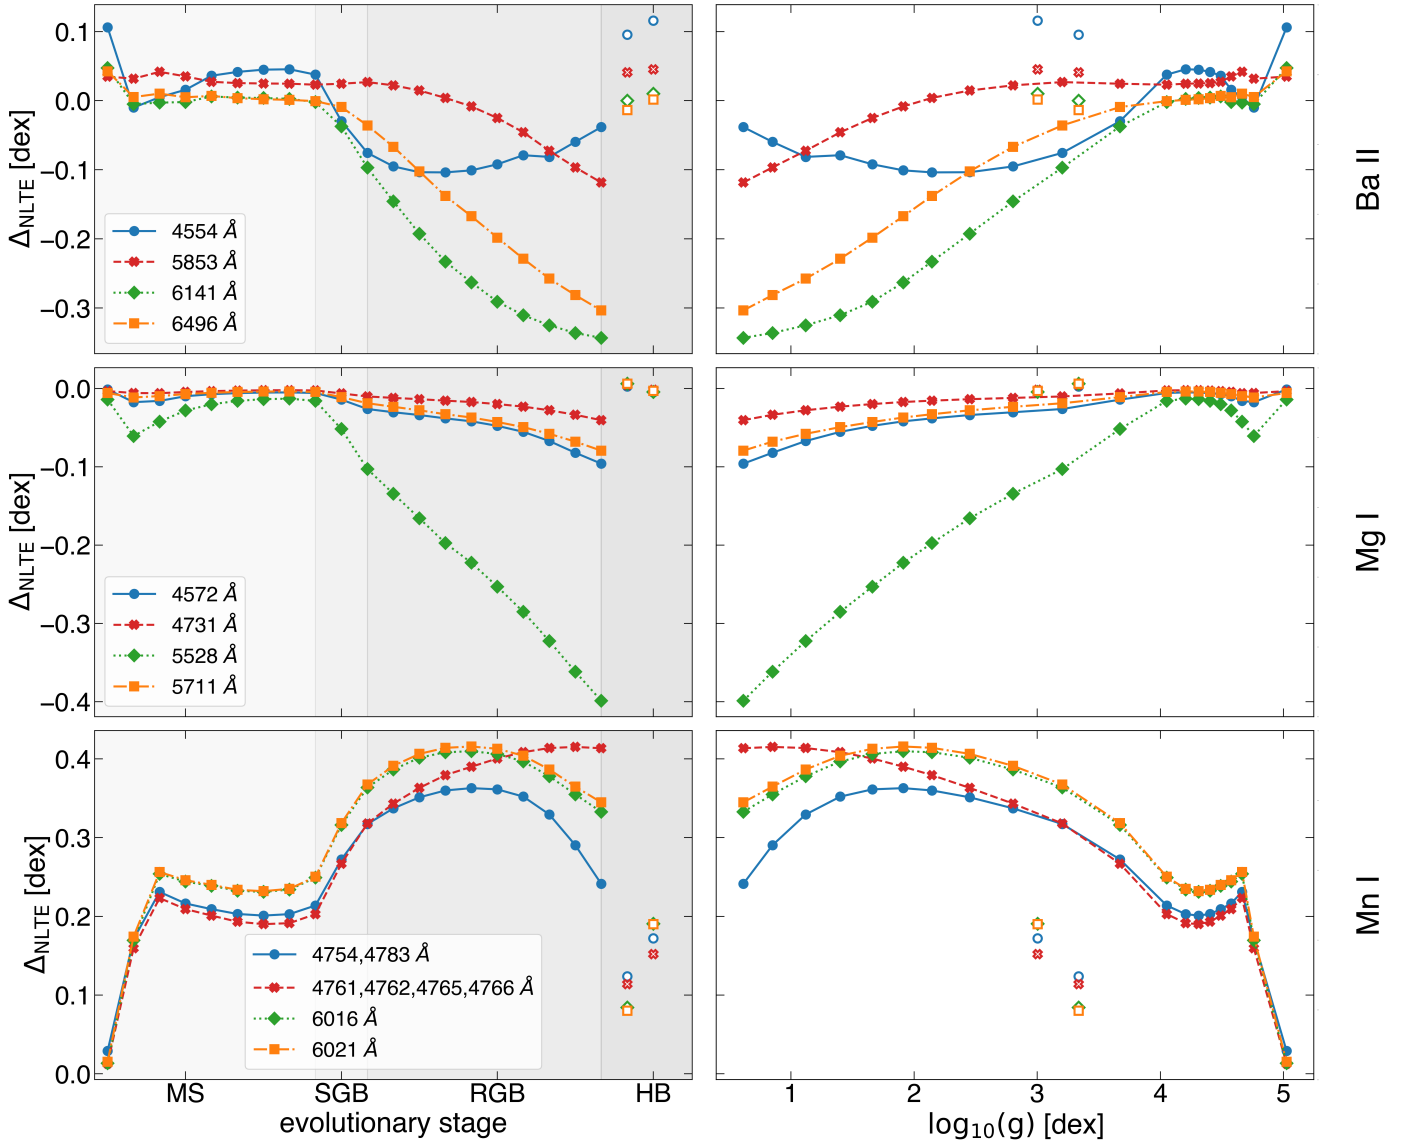 0.1
0.0
−0.1
−0.2
−0.3
Δ_NLTE [dex]
4554 Å
5853 Å
6141 Å
6496 Å
Ba II
0.0
−0.1
−0.2
−0.3
−0.4
Δ_NLTE [dex]
4572 Å
4731 Å
5528 Å
5711 Å
Mg I
0.4
0.3
0.2
0.1
0.0
Δ_NLTE [dex]
4754,4783 Å
4761,4762,4765,4766 Å
6016 Å
6021 Å
Mn I
MS SGB RGB HB
evolutionary stage
1 2 3 4 5
log₁₀(g) [dex]